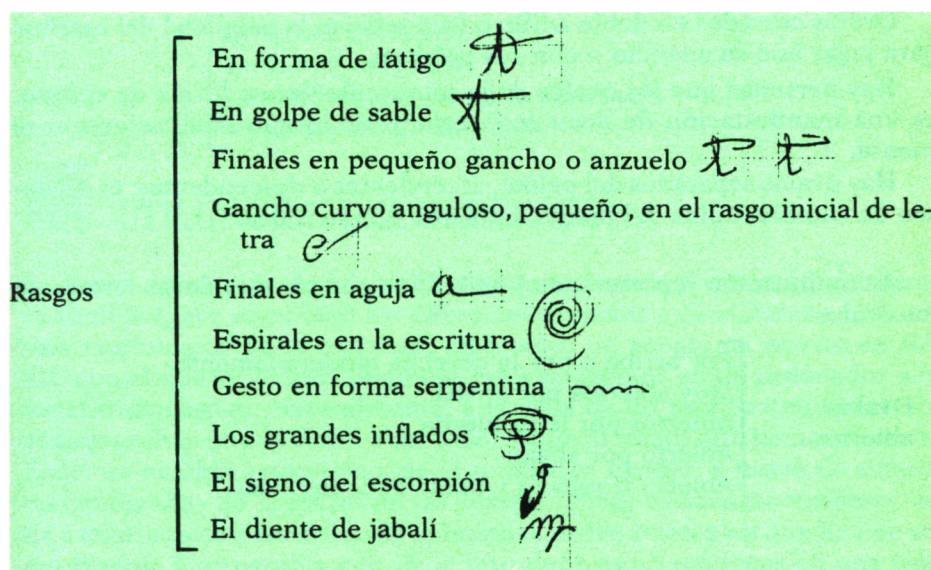 En forma de látigo t
En golpe de sable t
Finales en pequeño gancho o anzuelo t t
Gancho curvo anguloso, pequeño, en el rasgo inicial de le-
tra e
Rasgos
Finales en aguja a
Espirales en la escritura
Gesto en forma serpentina
Los grandes inflados g
El signo del escorpión g
El diente de jabalí m